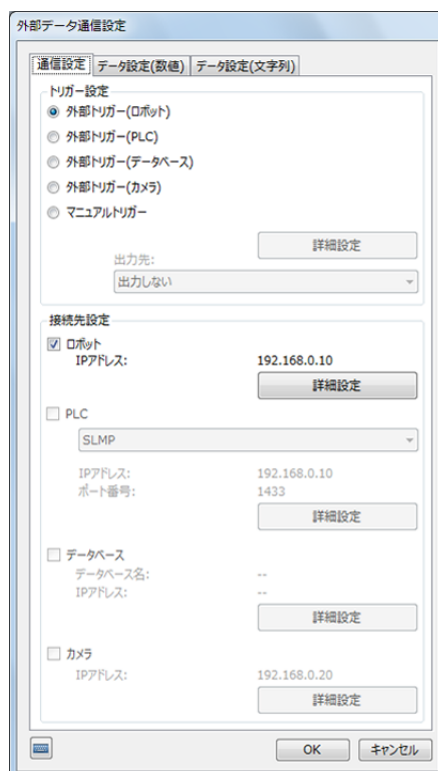 外部データ通信設定
通信設定 データ設定(数値) データ設定(文字列)
トリガー設定
外部トリガー(ロボット)
外部トリガー(PLC)
外部トリガー(データベース)
外部トリガー(カメラ)
マニュアルトリガー
詳細設定
出力先:
出力しない
接続先設定
ロボット
IPアドレス: 192.168.0.10
詳細設定
PLC
SLMP
IPアドレス: 192.168.0.10
ポート番号: 1433
詳細設定
データベース
データベース名: --
IPアドレス: --
詳細設定
カメラ
IPアドレス: 192.168.0.20
詳細設定
OK キャンセル